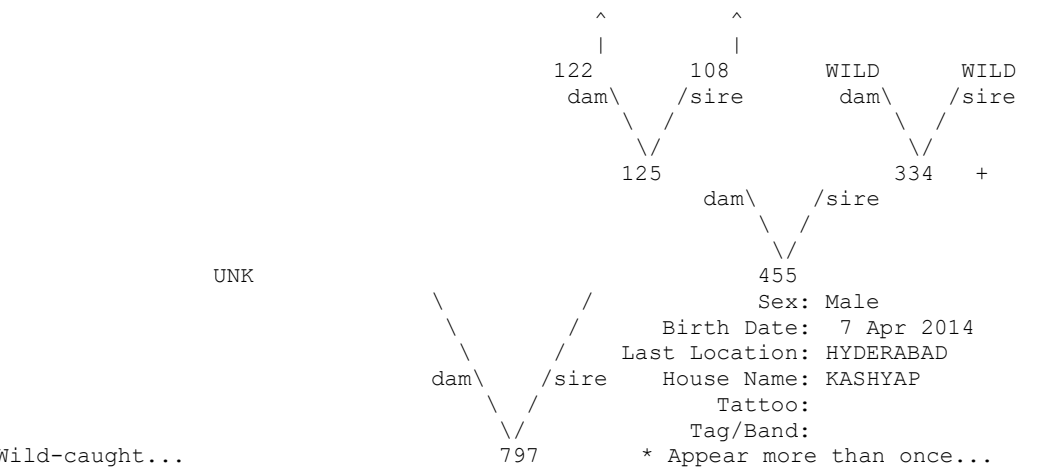 ^ ^
| |
122 108 WILD WILD
dam\ /sire dam\ /sire
\ / \ /
\/ \/
125 334 +
dam\ /sire
\ /
\/
UNK 455
\ / Sex: Male
\ / Birth Date: 7 Apr 2014
\ / Last Location: HYDERABAD
dam\ /sire House Name: KASHYAP
\ / Tattoo:
\/ Tag/Band:
Wild-caught... 797 * Appear more than once...